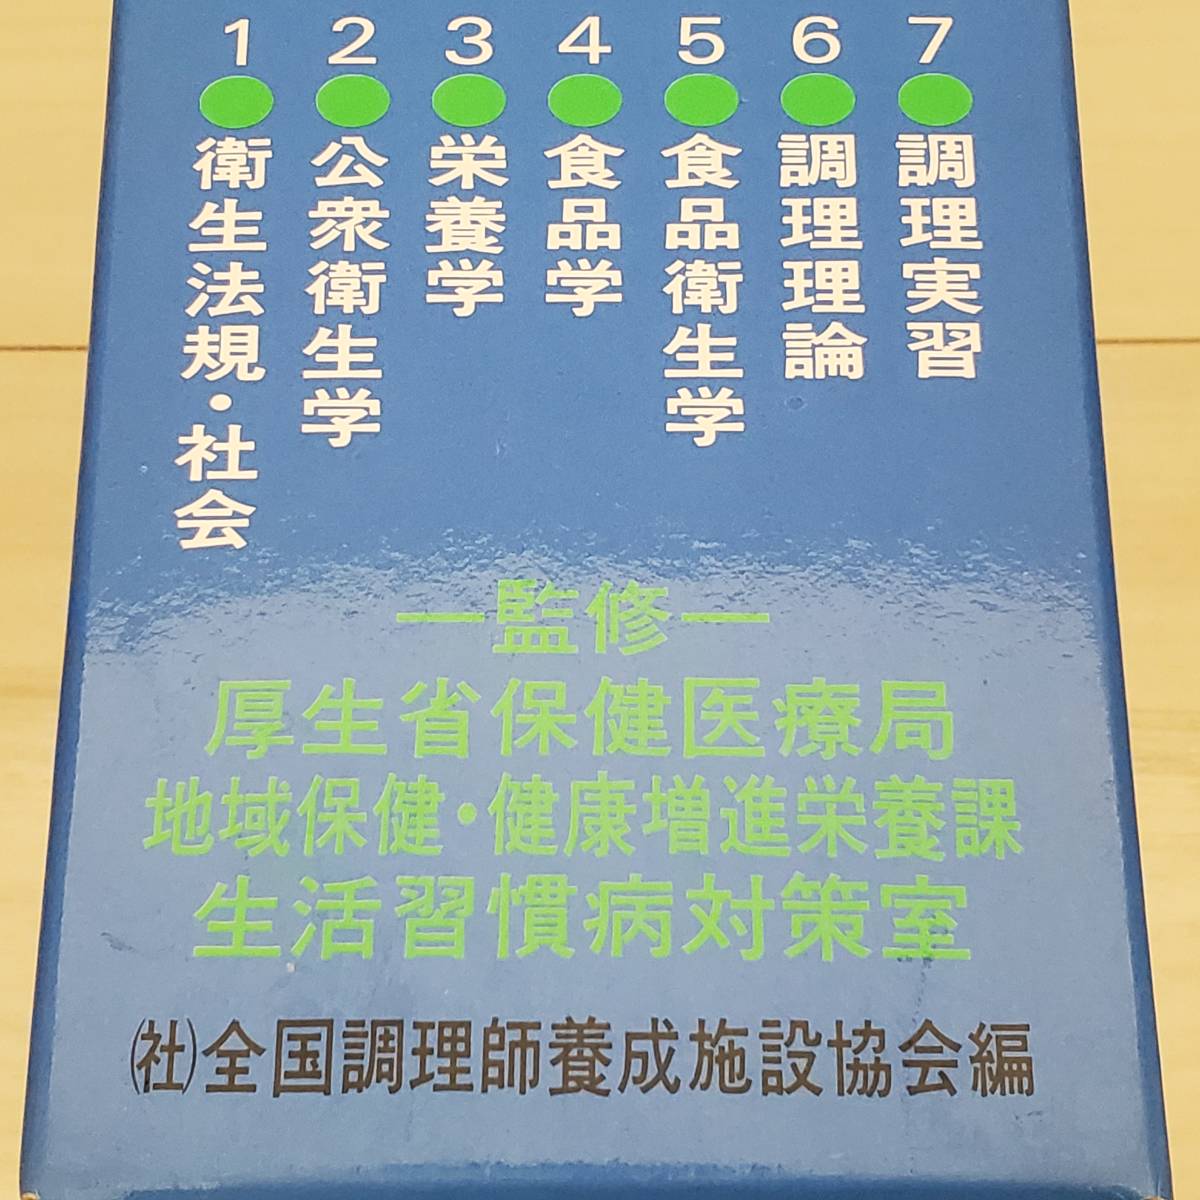 1 衛生法規・社会
2 公衆衛生学
3 栄養学
4 食品学
5 食品衛生学
6 調理理論
7 調理実習
―監修―
厚生省保健医療局
地域保健・健康増進栄養課
生活習慣病対策室
(社)全国調理師養成施設協会編